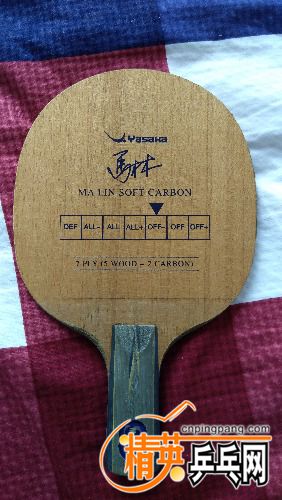 Yasaka
馬林
MA LIN SOFT CARBON
DEF ALL- ALL ALL+ OFF- OFF OFF+
7 PLY (5 WOOD + 2 CARBON)
cnpingpang.com
精英乒乓网